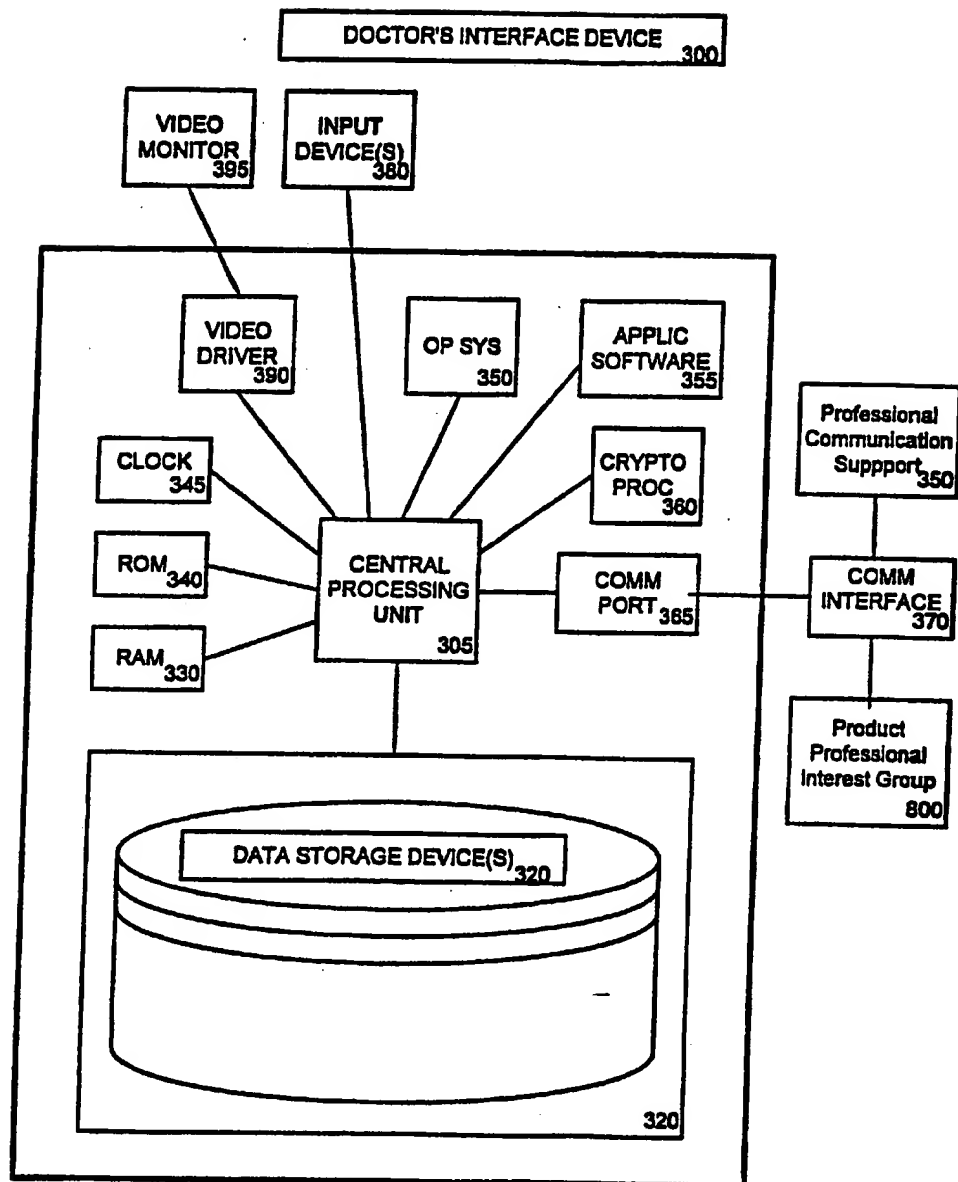 DOCTOR'S INTERFACE DEVICE
300
VIDEO
MONITOR
395
INPUT
DEVICE(S)
380
VIDEO
DRIVER
390
OP SYS
350
APPLIC
SOFTWARE
355
Professional
Communication
Suppport
350
CLOCK
345
CRYPTO
PROC
360
ROM
340
CENTRAL
PROCESSING
UNIT
305
COMM
PORT
365
COMM
INTERFACE
370
RAM
330
Product
Professional
Interest Group
800
DATA STORAGE DEVICE(S)
320
320